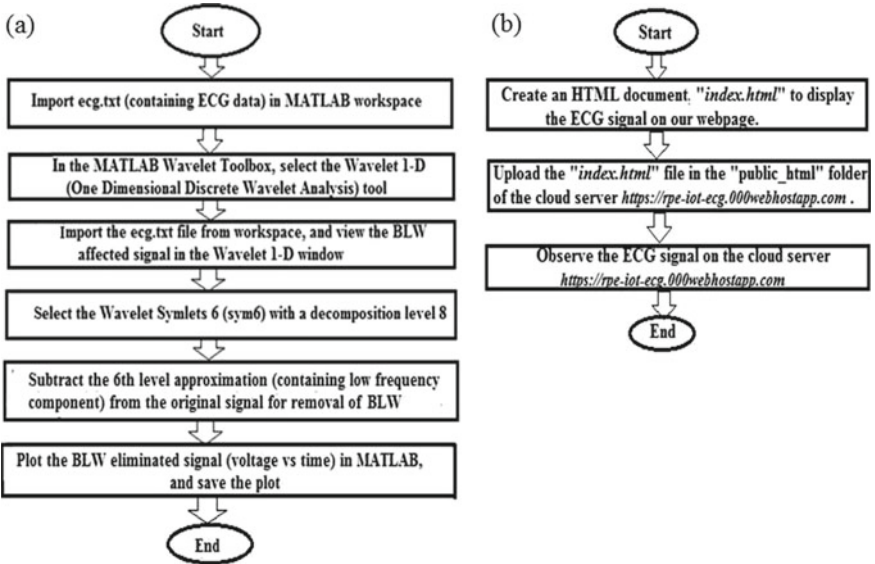 (a)
Start
Import ecg.txt (containing ECG data) in MATLAB workspace
In the MATLAB Wavelet Toolbox, select the Wavelet 1-D
(One Dimensional Discrete Wavelet Analysis) tool
Import the ecg.txt file from workspace, and view the BLW
affected signal in the Wavelet 1-D window
Select the Wavelet Symlets 6 (sym6) with a decomposition level 8
Subtract the 6th level approximation (containing low frequency
component) from the original signal for removal of BLW
Plot the BLW eliminated signal (voltage vs time) in MATLAB,
and save the plot
End
(b)
Start
Create an HTML document, "index.html" to display
the ECG signal on our webpage.
Upload the "index.html" file in the "public_html" folder
of the cloud server https://rpe-iot-ecg.000webhostapp.com .
Observe the ECG signal on the cloud server
https://rpe-iot-ecg.000webhostapp.com
End